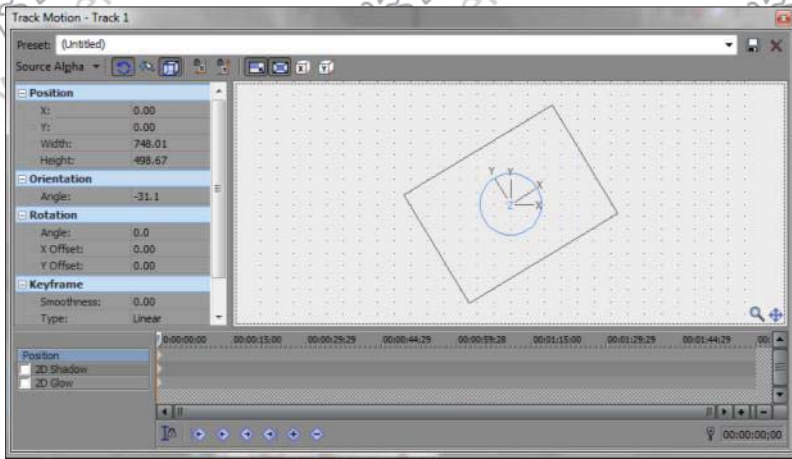 Track Motion - Track 1
Preset: (Untitled)
Source Alpha
Position
X: 0.00
Y: 0.00
Width: 748.01
Height: 498.67
Orientation
Angle: -31.1
Rotation
Angle: 0.0
X Offset: 0.00
Y Offset: 0.00
Keyframe
Smoothness: 0.00
Type: Linear
Y Y X
Z X
0:00:00:00 00:00:15:00 00:00:29:29 00:00:44:29 00:00:59:28 00:01:15:00 00:01:29:29 00:01:44:29 00:
Position
2D Shadow
2D Glow
00:00:00;00